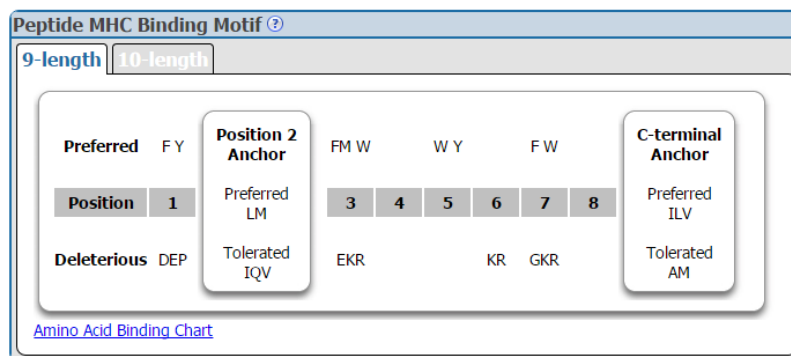 Peptide MHC Binding Motif ?
9-length 10-length
Preferred F Y Position 2 Anchor FM W W Y F W C-terminal Anchor
Position 1 Preferred LM 3 4 5 6 7 8 Preferred ILV
Deleterious DEP Tolerated IQV EKR KR GKR Tolerated AM
Amino Acid Binding Chart